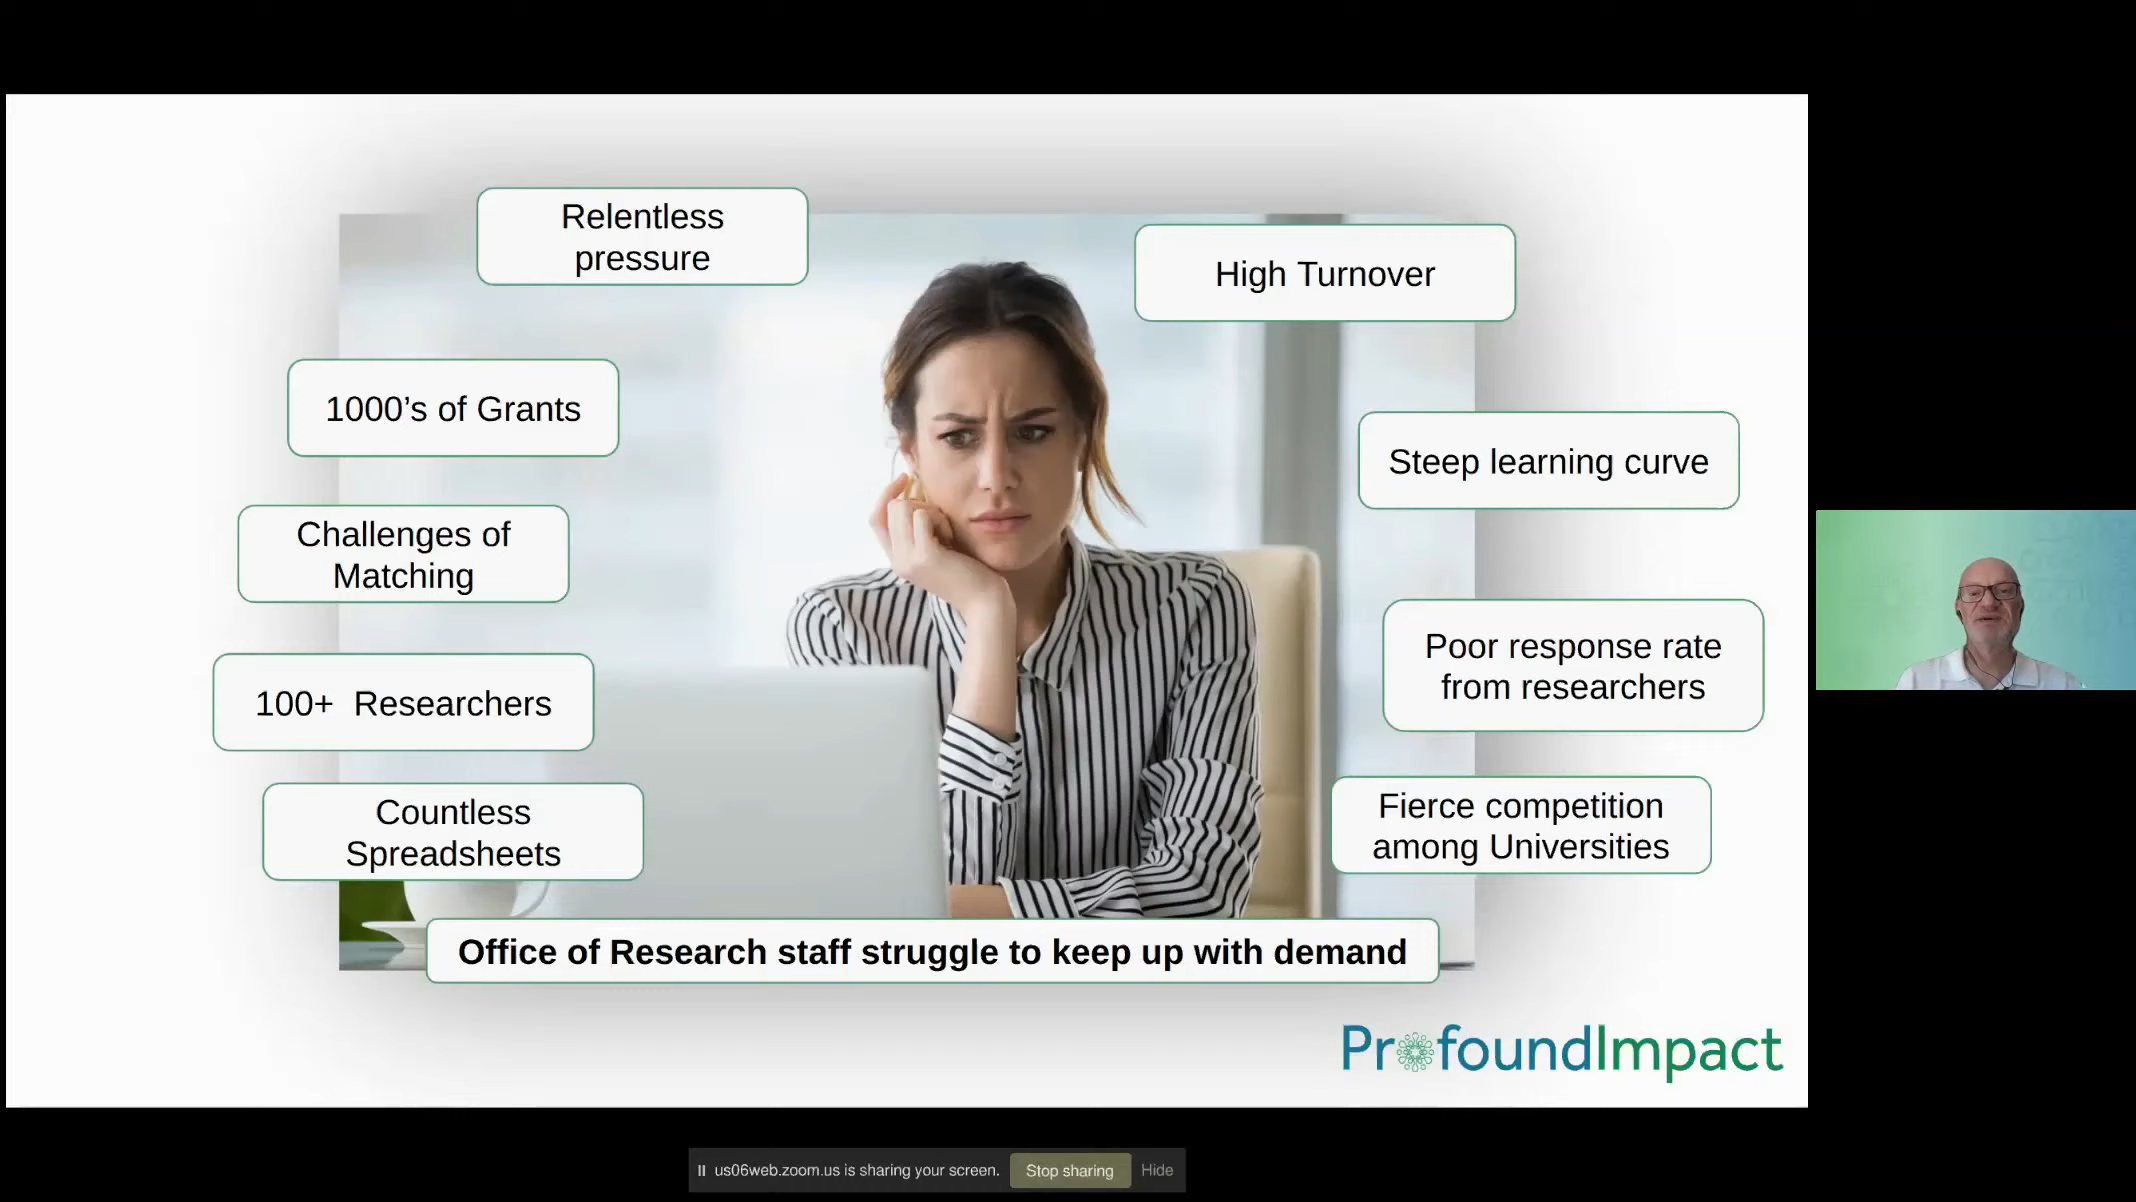 Relentless
pressure
High Turnover
1000’s of Grants
Steep learning curve
Challenges of
Matching
Poor response rate
from researchers
100+  Researchers
Countless
Spreadsheets
Fierce competition
among Universities
Office of Research staff struggle to keep up with demand
ProfoundImpact
us06web.zoom.us is sharing your screen.
Stop sharing
Hide